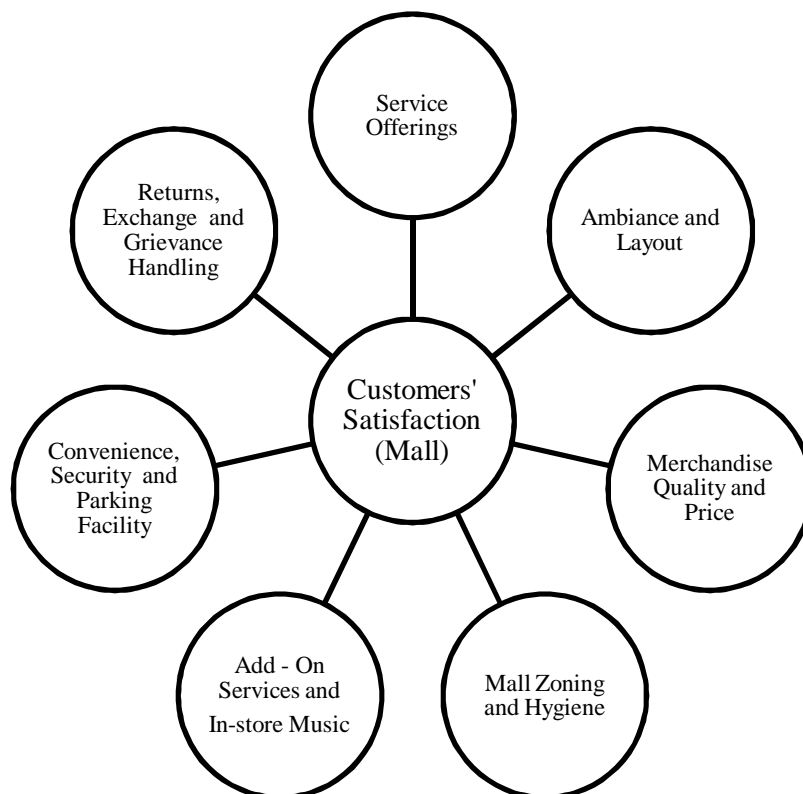 Service
Offerings
Ambiance and
Layout
Merchandise
Quality and
Price
Mall Zoning
and Hygiene
Add - On
Services and
In-store Music
Convenience,
Security and
Parking
Facility
Returns,
Exchange and
Grievance
Handling
Customers'
Satisfaction
(Mall)